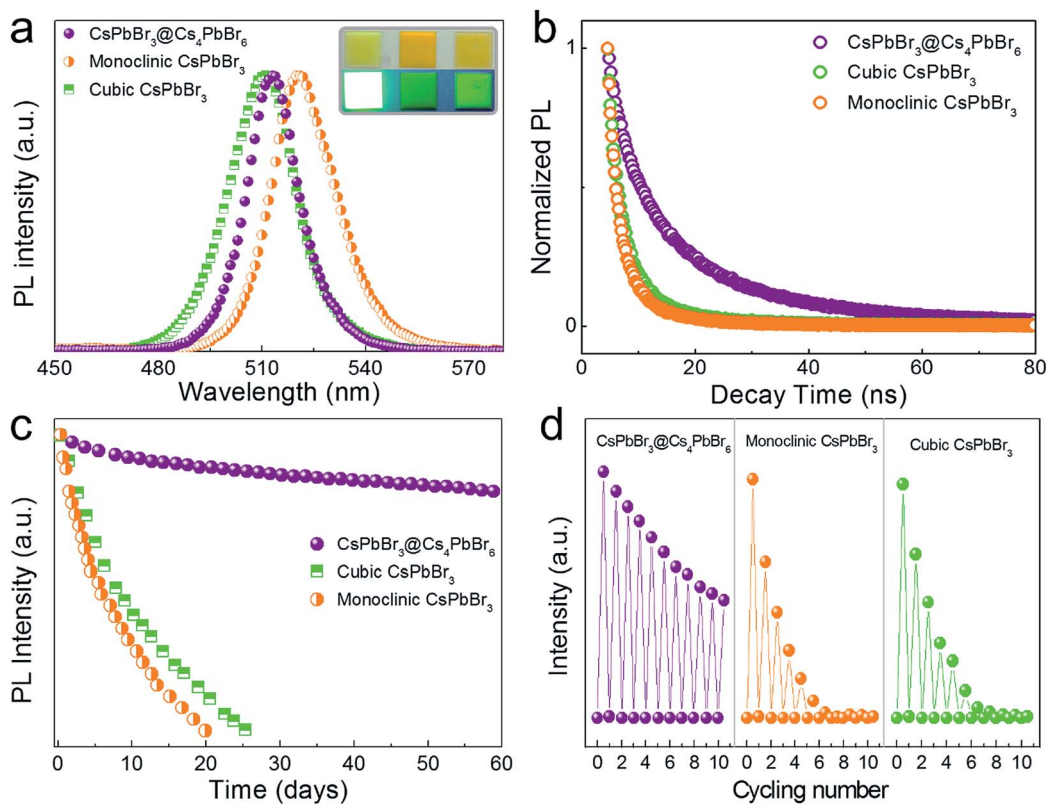 a
CsPbBr₃@Cs₄PbBr₆
Monoclinic CsPbBr₃
Cubic CsPbBr₃
PL intensity (a.u.)
450 480 510 540 570
Wavelength (nm)
b
CsPbBr₃@Cs₄PbBr₆
Cubic CsPbBr₃
Monoclinic CsPbBr₃
Normalized PL
1
0
0 10 20 30 40 50 60 70 80
Decay Time (ns)
c
CsPbBr₃@Cs₄PbBr₆
Cubic CsPbBr₃
Monoclinic CsPbBr₃
PL Intensity (a.u.)
0 10 20 30 40 50 60
Time (days)
d
CsPbBr₃@Cs₄PbBr₆ Monoclinic CsPbBr₃ Cubic CsPbBr₃
Intensity (a.u.)
0 2 4 6 8 10 0 2 4 6 8 10 0 2 4 6 8 10
Cycling number